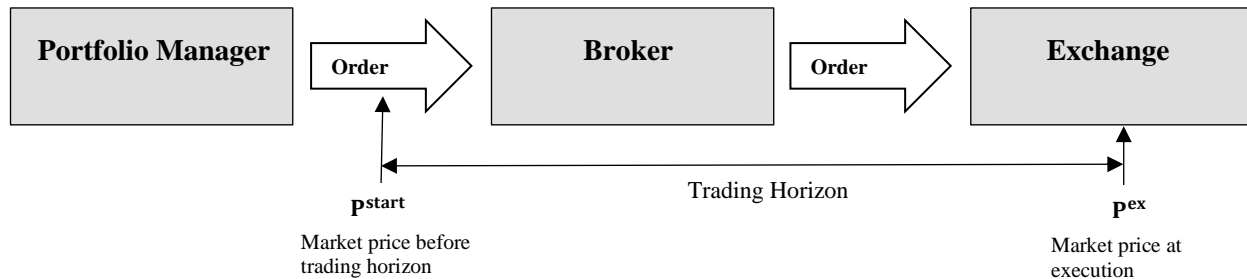 Portfolio Manager
Order
Broker
Order
Exchange
Trading Horizon
P^start
Market price before
trading horizon
P^ex
Market price at
execution